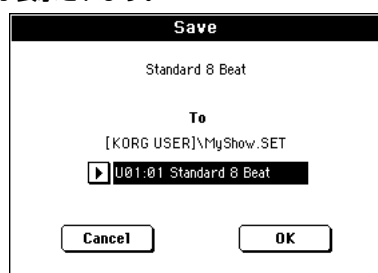 Save
Standard 8 Beat
To
[KORG USER]\MyShow.SET
U01:01 Standard 8 Beat
Cancel OK